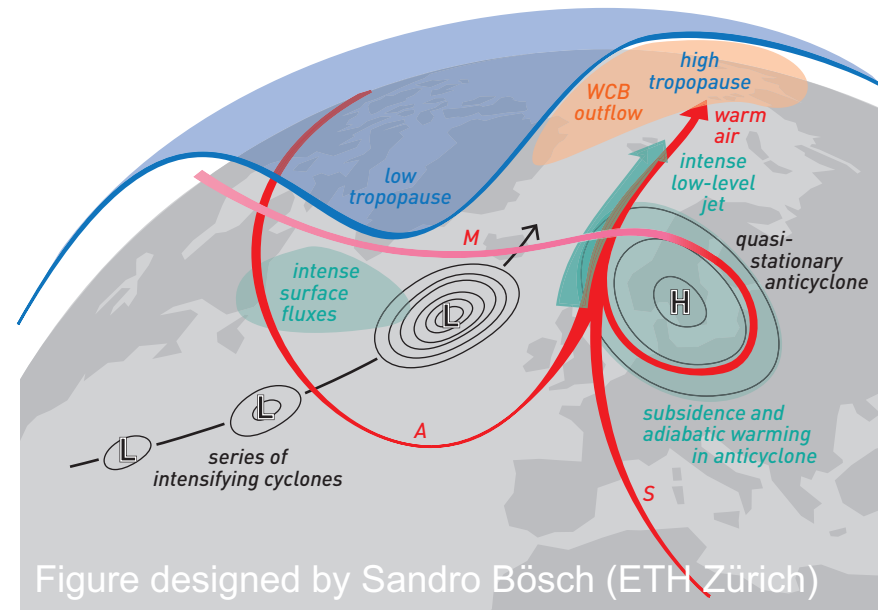 high
tropopause
WCB
outflow
warm
air
intense
low-level
jet
low
tropopause
M
quasi-
stationary
anticyclone
intense
surface
fluxes
L
H
L
L
A
series of
intensifying cyclones
subsidence and
adiabatic warming
in anticyclone
S
Figure designed by Sandro Bösch (ETH Zürich)